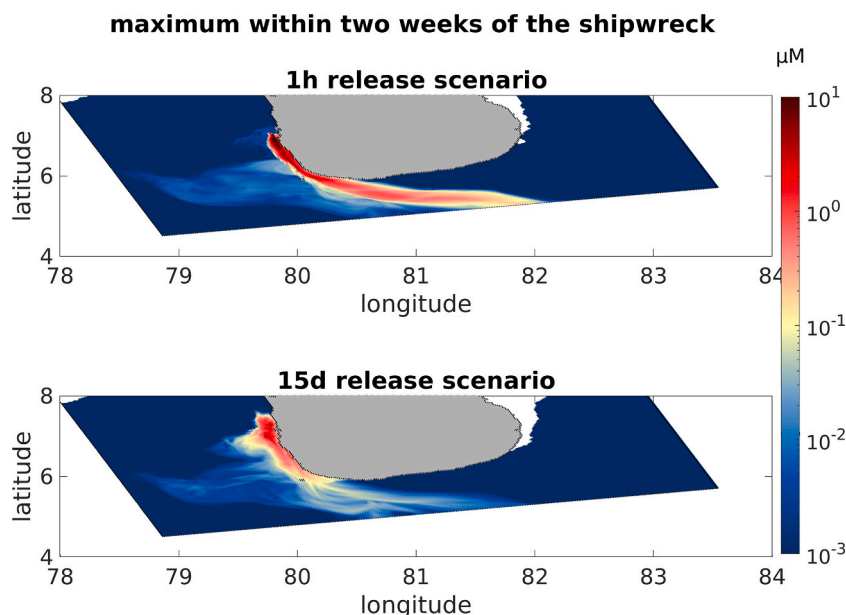 maximum within two weeks of the shipwreck
µM
1h release scenario
8
6
4
latitude
78 79 80 81 82 83 84
longitude
10^1
10^0
10^-1
10^-2
10^-3
15d release scenario
8
6
4
latitude
78 79 80 81 82 83 84
longitude